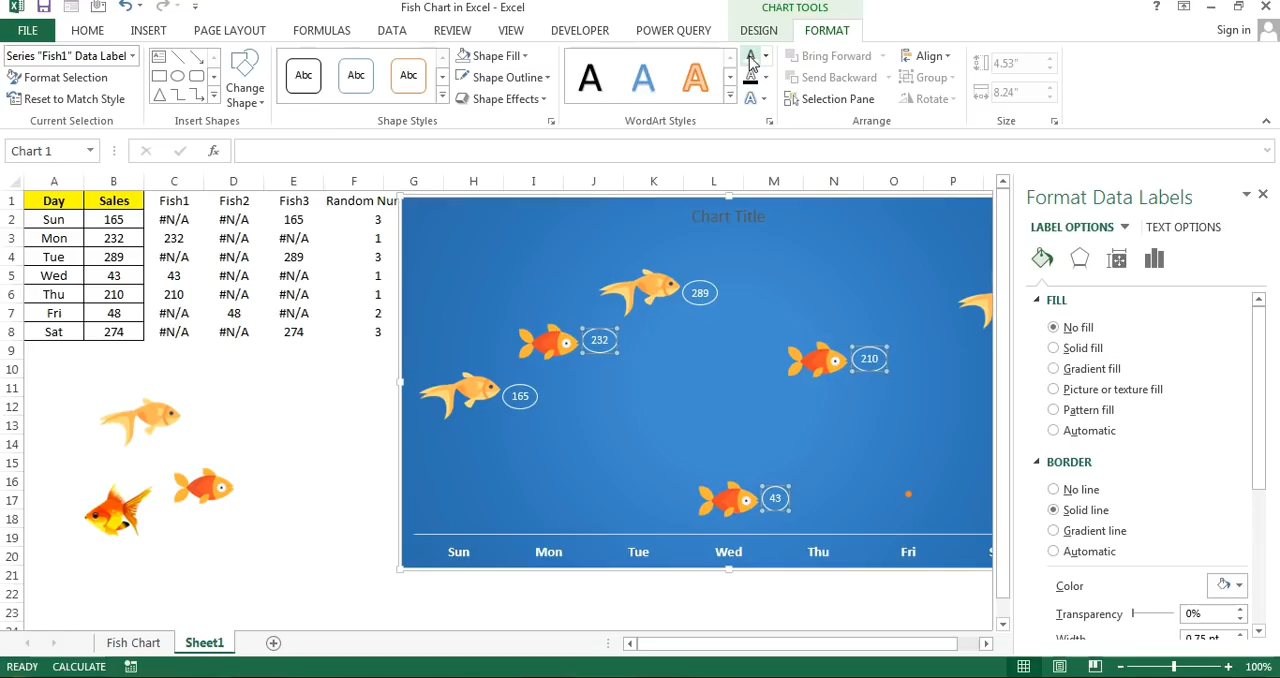 Fish Chart in Excel - Excel
CHART TOOLS
?
FILE HOME INSERT PAGE LAYOUT FORMULAS DATA REVIEW VIEW DEVELOPER POWER QUERY DESIGN FORMAT Sign in
Series "Fish1" Data Label
Format Selection
Reset to Match Style
Current Selection
Change
Shape
Insert Shapes
Abc Abc Abc
Shape Fill
Shape Outline
Shape Effects
Shape Styles
A A A
WordArt Styles
Bring Forward
Send Backward
Selection Pane
Align
Group
Rotate
Arrange
4.53"
8.24"
Size
Chart 1
fx
A B C D E F G H I J K L M N O P
1 Day Sales Fish1 Fish2 Fish3 Random Nur
2 Sun 165 #N/A #N/A 165 3
3 Mon 232 232 #N/A #N/A 1
4 Tue 289 #N/A #N/A 289 3
5 Wed 43 43 #N/A #N/A 1
6 Thu 210 210 #N/A #N/A 1
7 Fri 48 #N/A 48 #N/A 2
8 Sat 274 #N/A #N/A 274 3
9
10
11
12
13
14
15
16
17
18
19
20
21
22
23
Chart Title
289
232
210
165
43
Sun Mon Tue Wed Thu Fri
Format Data Labels
LABEL OPTIONS TEXT OPTIONS
FILL
No fill
Solid fill
Gradient fill
Picture or texture fill
Pattern fill
Automatic
BORDER
No line
Solid line
Gradient line
Automatic
Color
Transparency 0%
Width 0.75 pt
Fish Chart Sheet1
READY CALCULATE 100%